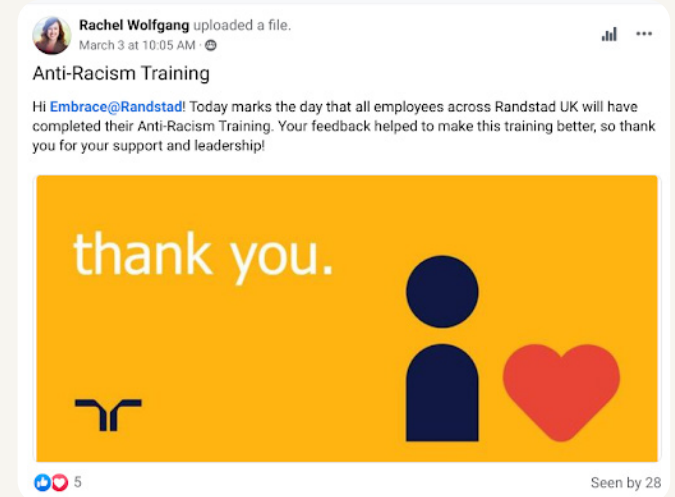 Rachel Wolfgang uploaded a file.
March 3 at 10:05 AM ·
Anti-Racism Training
Hi Embrace@Randstad! Today marks the day that all employees across Randstad UK will have
completed their Anti-Racism Training. Your feedback helped to make this training better, so thank
you for your support and leadership!
thank you.
5
Seen by 28